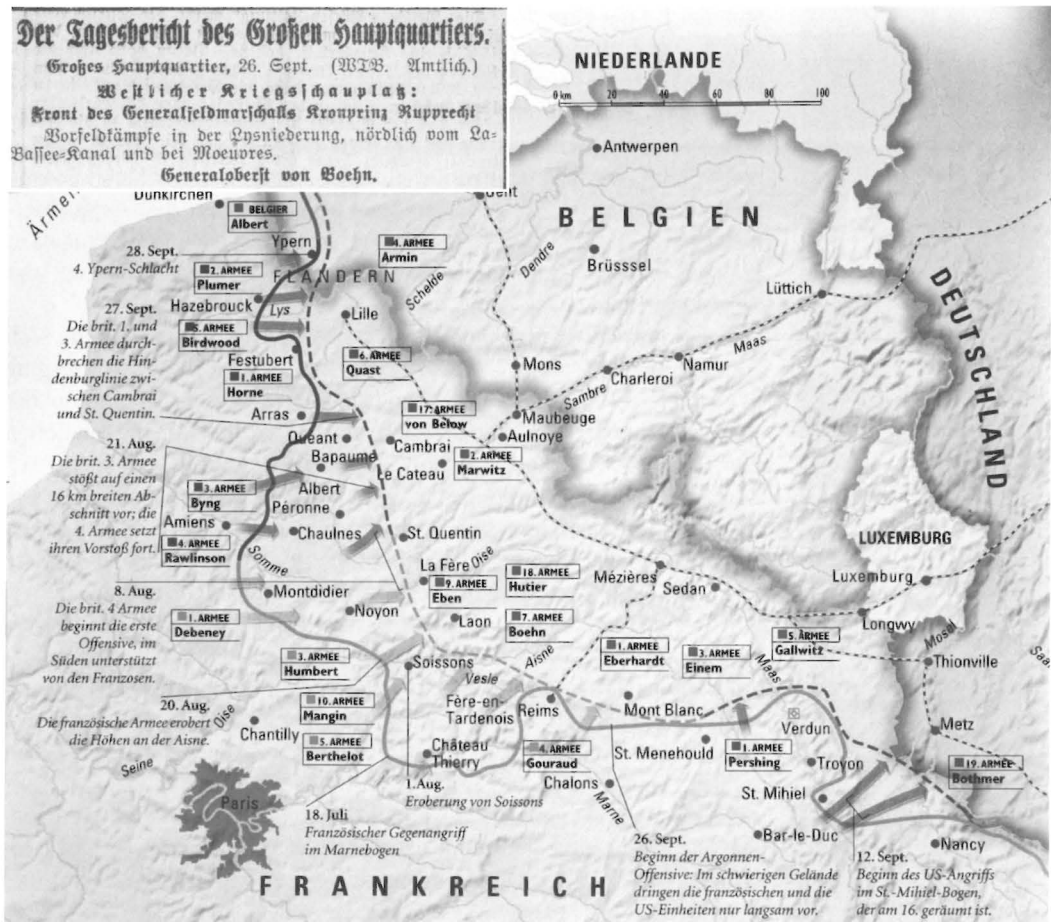 Der Tagesbericht des Großen Hauptquartiers.
Großes Hauptquartier, 26. Sept. (WTB. Amtlich.)
Westlicher Kriegsschauplatz:
Front des Generalfeldmarschalls Kronprinz Rupprecht
Vorfeldkämpfe in der Lysniederung, nördlich vom La-
Bassee-Kanal und bei Moeuvres.
Generaloberst von Boehn.
NIEDERLANDE
0 km 20 40 60 80 100
Antwerpen
Gent
BELGIEN
Ärmel
Dünkirchen
BELGIER
Albert
Ypern
28. Sept.
4. Ypern-Schlacht
FLANDERN
4. ARMEE
Armin
Schelde
Dendre
Brüsssel
Lüttich
DEUTSCHLAND
2. ARMEE
Plumer
Hazebrouck
Lys
Lille
27. Sept.
Die brit. 1. und
3. Armee durch-
brechen die Hin-
denburglinie zwi-
schen Cambrai
und St. Quentin.
5. ARMEE
Birdwood
Festubert
6. ARMEE
Quast
Mons
Charleroi
Namur
Maas
Sambre
1. ARMEE
Horne
Arras
17. ARMEE
von Below
Maubeuge
Aulnoye
Queant
Cambrai
Bapaume
Le Cateau
2. ARMEE
Marwitz
21. Aug.
Die brit. 3. Armee
stößt auf einen
16 km breiten Ab-
schnitt vor; die
4. Armee setzt
ihren Vorstoß fort.
3. ARMEE
Byng
Albert
Péronne
Amiens
Chaulnes
St. Quentin
4. ARMEE
Rawlinson
Somme
La Fère
Oise
9. ARMEE
Eben
18. ARMEE
Hutier
Mézières
Sedan
LUXEMBURG
Luxemburg
8. Aug.
Die brit. 4 Armee
beginnt die erste
Offensive, im
Süden unterstützt
von den Franzosen.
Montdidier
Noyon
Laon
7. ARMEE
Boehn
Longwy
1. ARMEE
Debeney
5. ARMEE
Gallwitz
Mosel
3. ARMEE
Humbert
Soissons
Aisne
Vesle
1. ARMEE
Eberhardt
3. ARMEE
Einem
Maas
Thionville
Saa
20. Aug.
Die französische Armee erobert
die Höhen an der Aisne.
Oise
10. ARMEE
Mangin
Fère-en-
Tardenois
Reims
Mont Blanc
Verdun
Metz
Chantilly
5. ARMEE
Berthelot
Château
Thierry
4. ARMEE
Gouraud
St. Menehould
1. ARMEE
Pershing
Troyon
19. ARMEE
Bothmer
Seine
Paris
1. Aug.
Eroberung von Soissons
Chalons
Marne
St. Mihiel
18. Juli
Französischer Gegenangriff
im Marnebogen
Bar-le-Duc
Nancy
26. Sept.
Beginn der Argonnen-
Offensive: Im schwierigen Gelände
dringen die französischen und die
US-Einheiten nur langsam vor.
12. Sept.
Beginn des US-Angriffs
im St.-Mihiel-Bogen,
der am 16. geräumt ist.
FRANKREICH